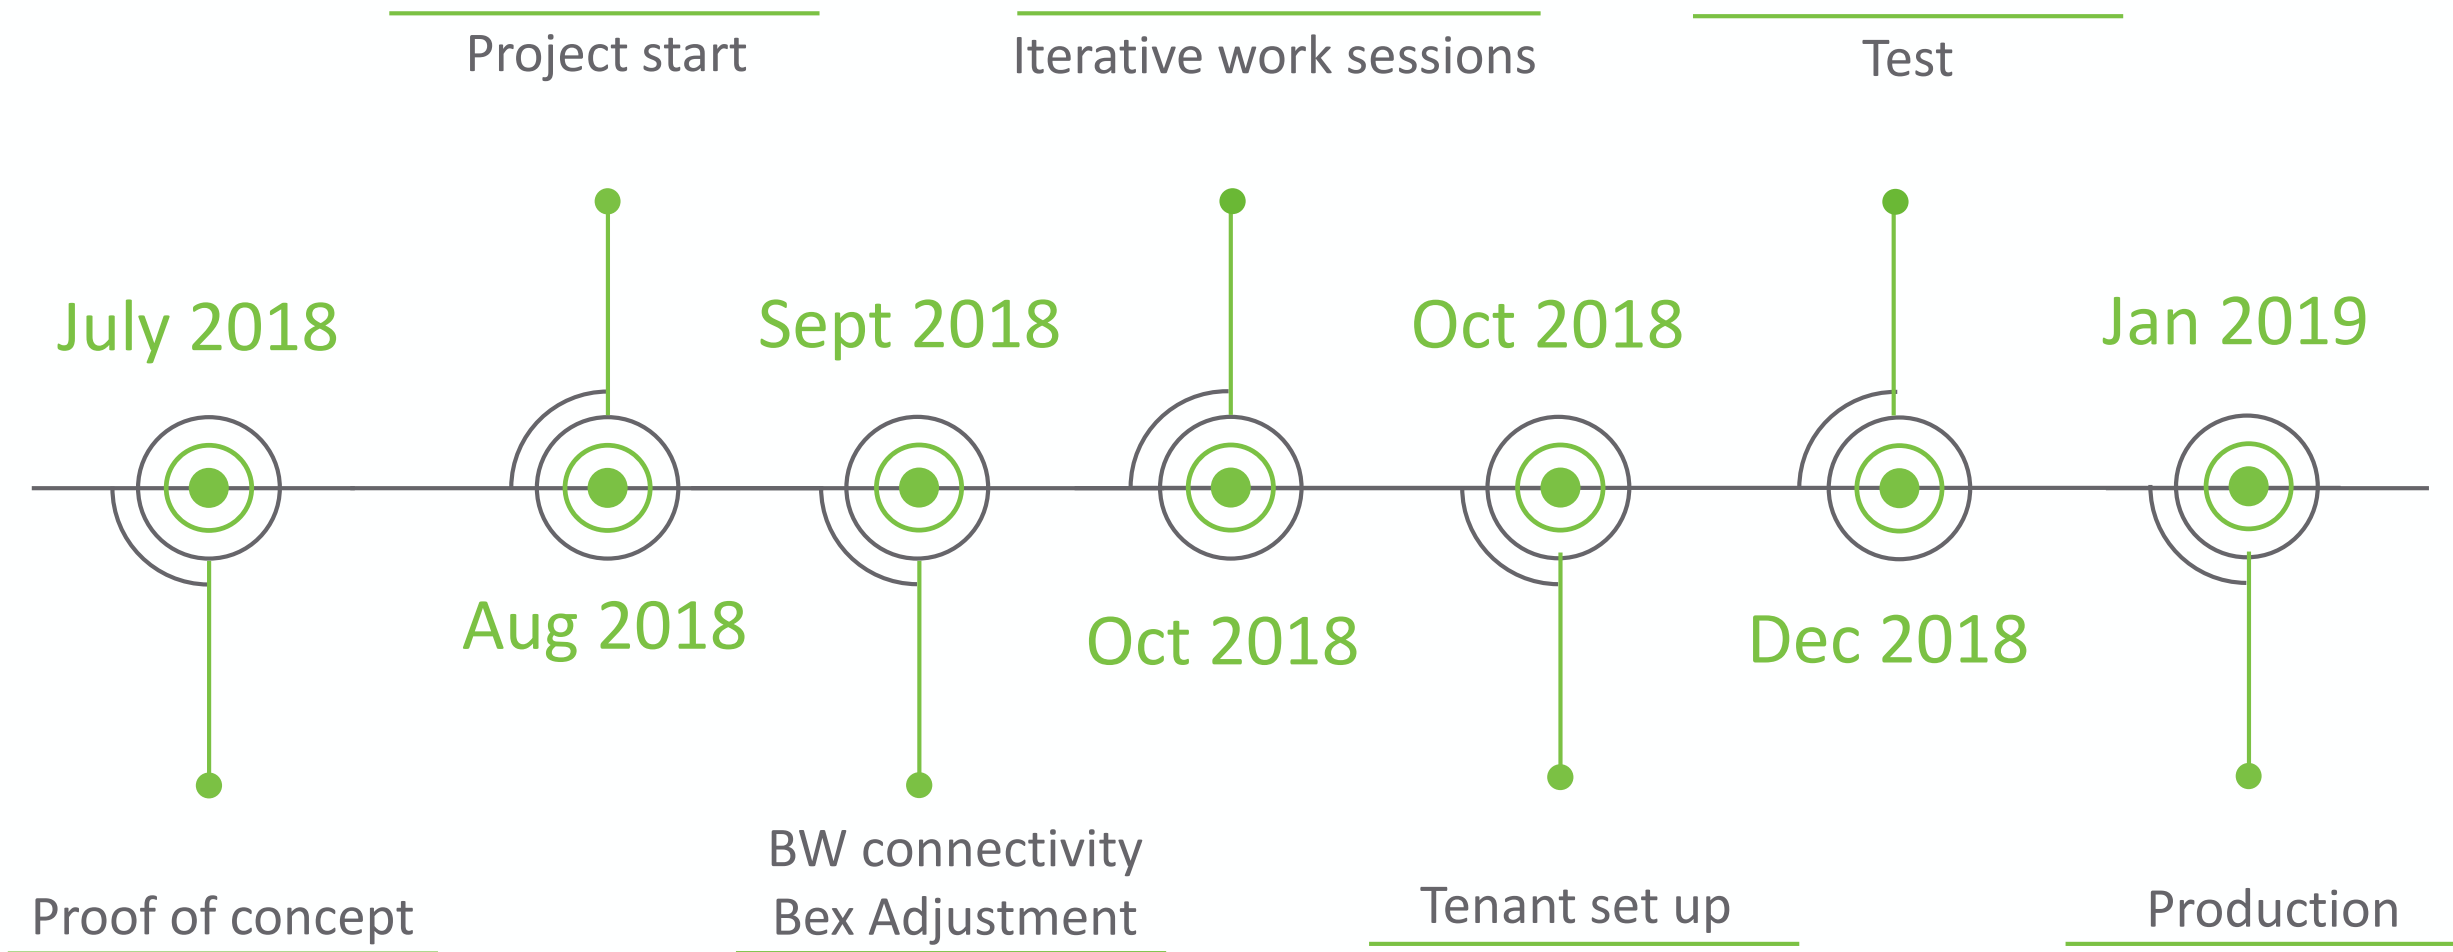 Project start
Iterative work sessions
Test
July 2018
Sept 2018
Oct 2018
Jan 2019
Aug 2018
Oct 2018
Dec 2018
BW connectivity
Bex Adjustment
Proof of concept
Tenant set up
Production